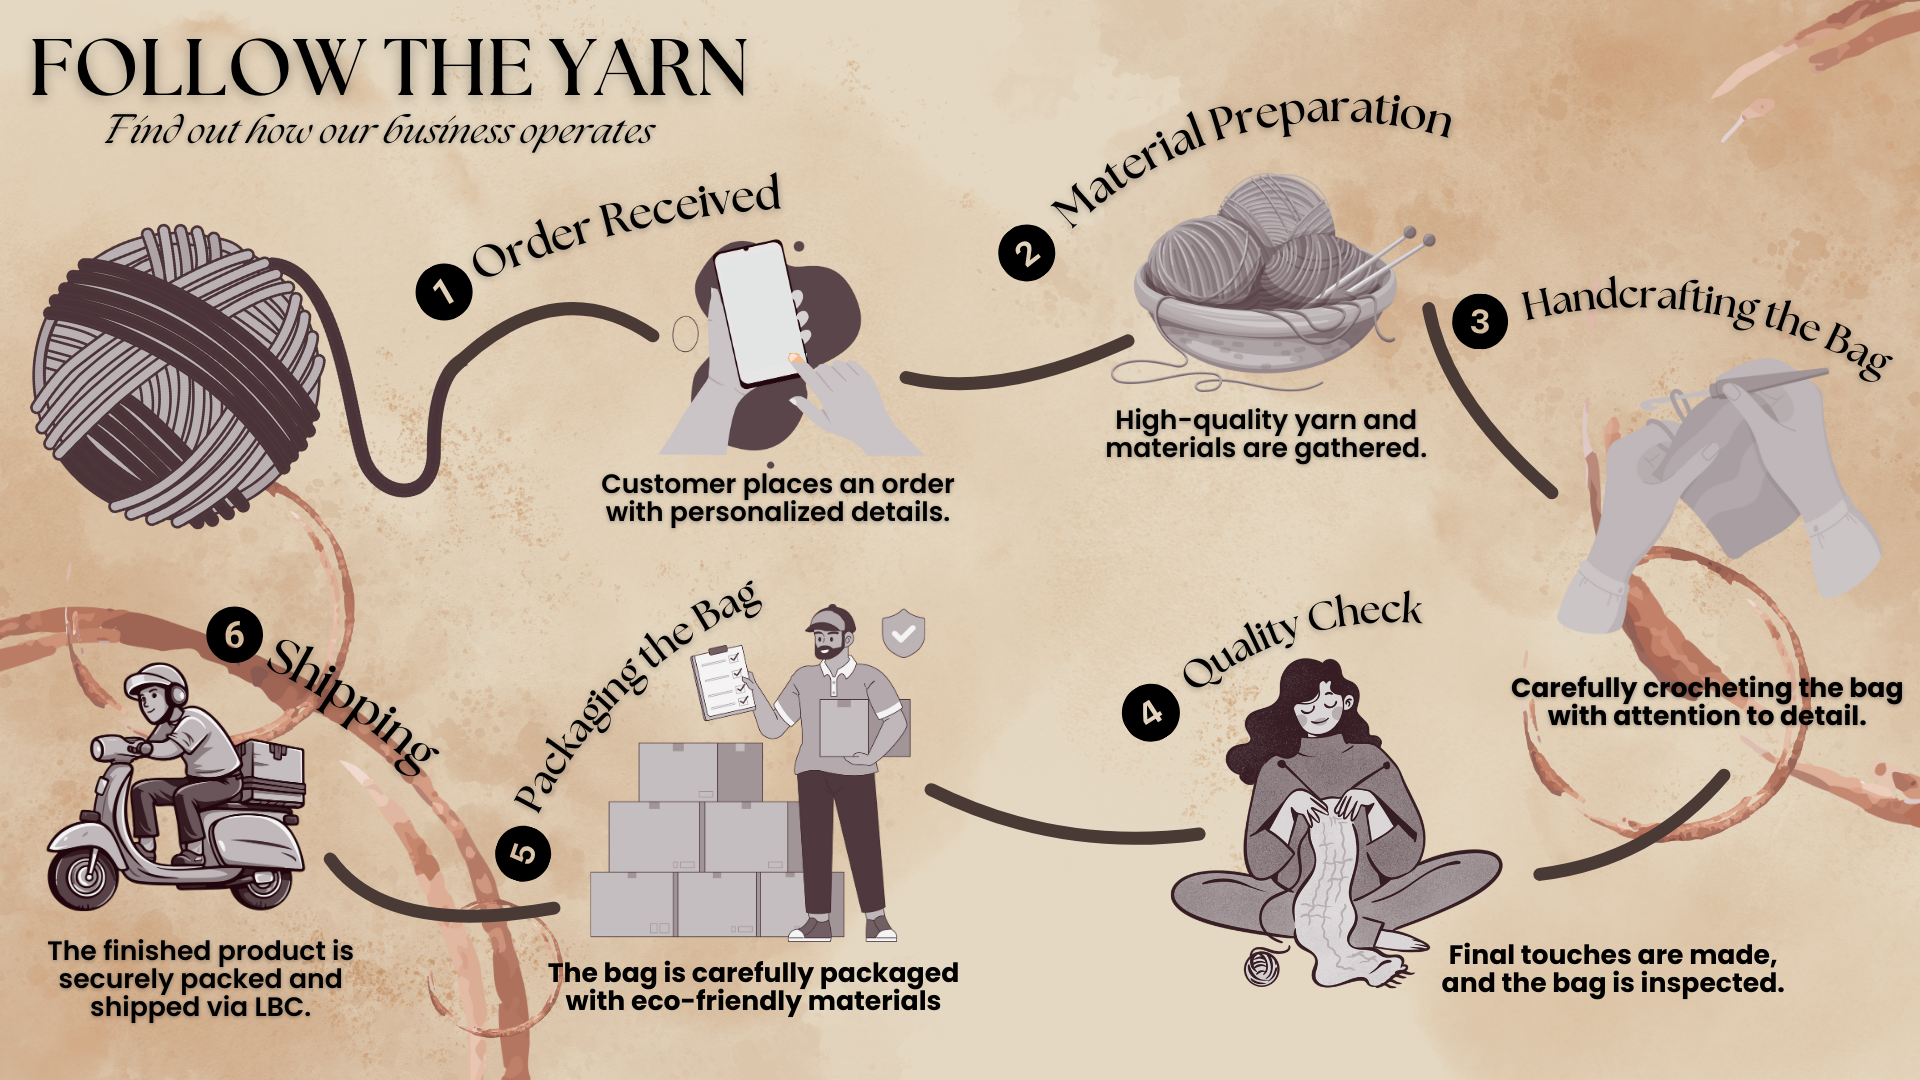 FOLLOW THE YARN
Find out how our business operates
1 Order Received
Customer places an order
with personalized details.
2 Material Preparation
High-quality yarn and
materials are gathered.
3 Handcrafting the Bag
Carefully crocheting the bag
with attention to detail.
4 Quality Check
Final touches are made,
and the bag is inspected.
5 Packaging the Bag
The bag is carefully packaged
with eco-friendly materials
6 Shipping
The finished product is
securely packed and
shipped via LBC.